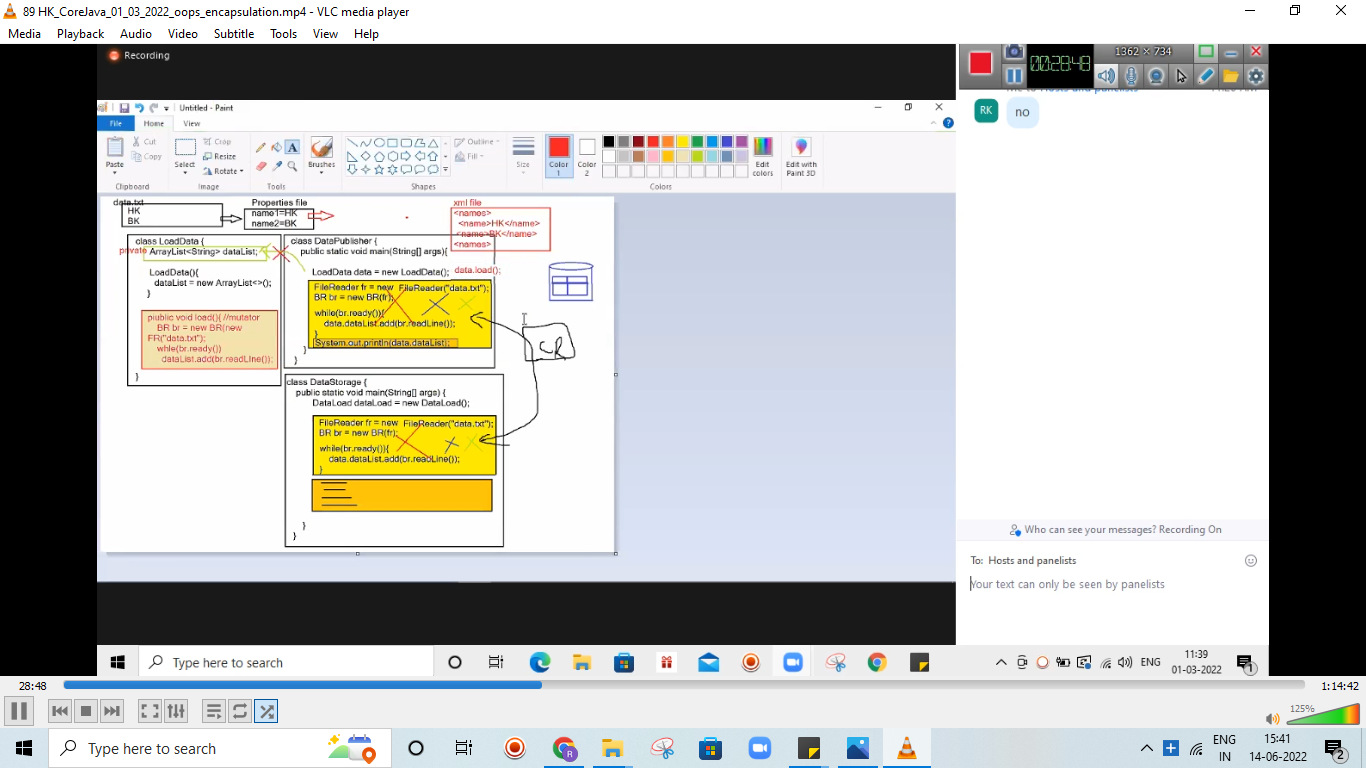 89 HK_CoreJava_01_03_2022_oops_encapsulation.mp4 - VLC media player
Media Playback Audio Video Subtitle Tools View Help
Recording
1362 × 734
00:28:48
Hosts and panelists
RK
no
Untitled - Paint
File Home View
Paste
Cut
Copy
Select
Crop
Resize
Rotate
Brushes
Outline
Fill
Size
Color 1
Color 2
Edit colors
Edit with Paint 3D
Clipboard Image Tools Shapes Colors
data.txt
HK
BK
Properties file
name1=HK
name2=BK
xml file
<names>
<name>HK</name>
<name>BK</name>
<names>
class LoadData {
private ArrayList<String> dataList;
LoadData(){
dataList = new ArrayList<>();
}
piublic void load(){ //mutator
BR br = new BR(new
FR("data.txt");
whle(br.ready())
dataList.add(br.readLIne());
}
class DataPublisher {
public static void main(String[] args){
LoadData data = new LoadData(); data.load();
FileReader fr = new FileReader("data.txt");
BR br = new BR(fr);
while(br.ready()){
data.dataList.add(br.readLine());
}
System.out.println(data.dataList);
}
}
CR
class DataStorage {
public static void main(String[] args) {
DataLoad dataLoad = new DataLoad();
FileReader fr = new FileReader("data.txt");
BR br = new BR(fr);
while(br.ready()){
data.dataList.add(br.readLine());
}
}
}
Who can see your messages? Recording On
To: Hosts and panelists
Your text can only be seen by panelists
Type here to search
ENG
11:39
01-03-2022
1
28:48
1:14:42
125%
Type here to search
R
ENG
IN
15:41
14-06-2022
2